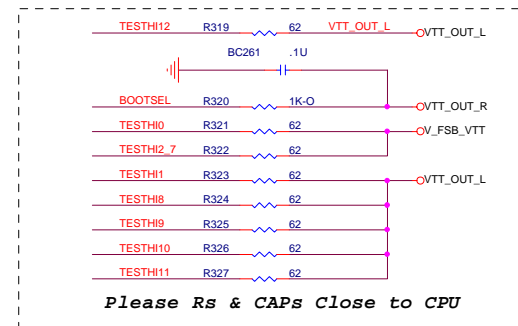 TESTHI12 R319 62 VTT_OUT_L VTT_OUT_L
BC261 .1U
BOOTSEL R320 1K-O VTT_OUT_R
TESTHI0 R321 62 V_FSB_VTT
TESTHI2_7 R322 62
TESTHI1 R323 62 VTT_OUT_L
TESTHI8 R324 62
TESTHI9 R325 62
TESTHI10 R326 62
TESTHI11 R327 62
Please Rs & CAPs Close to CPU